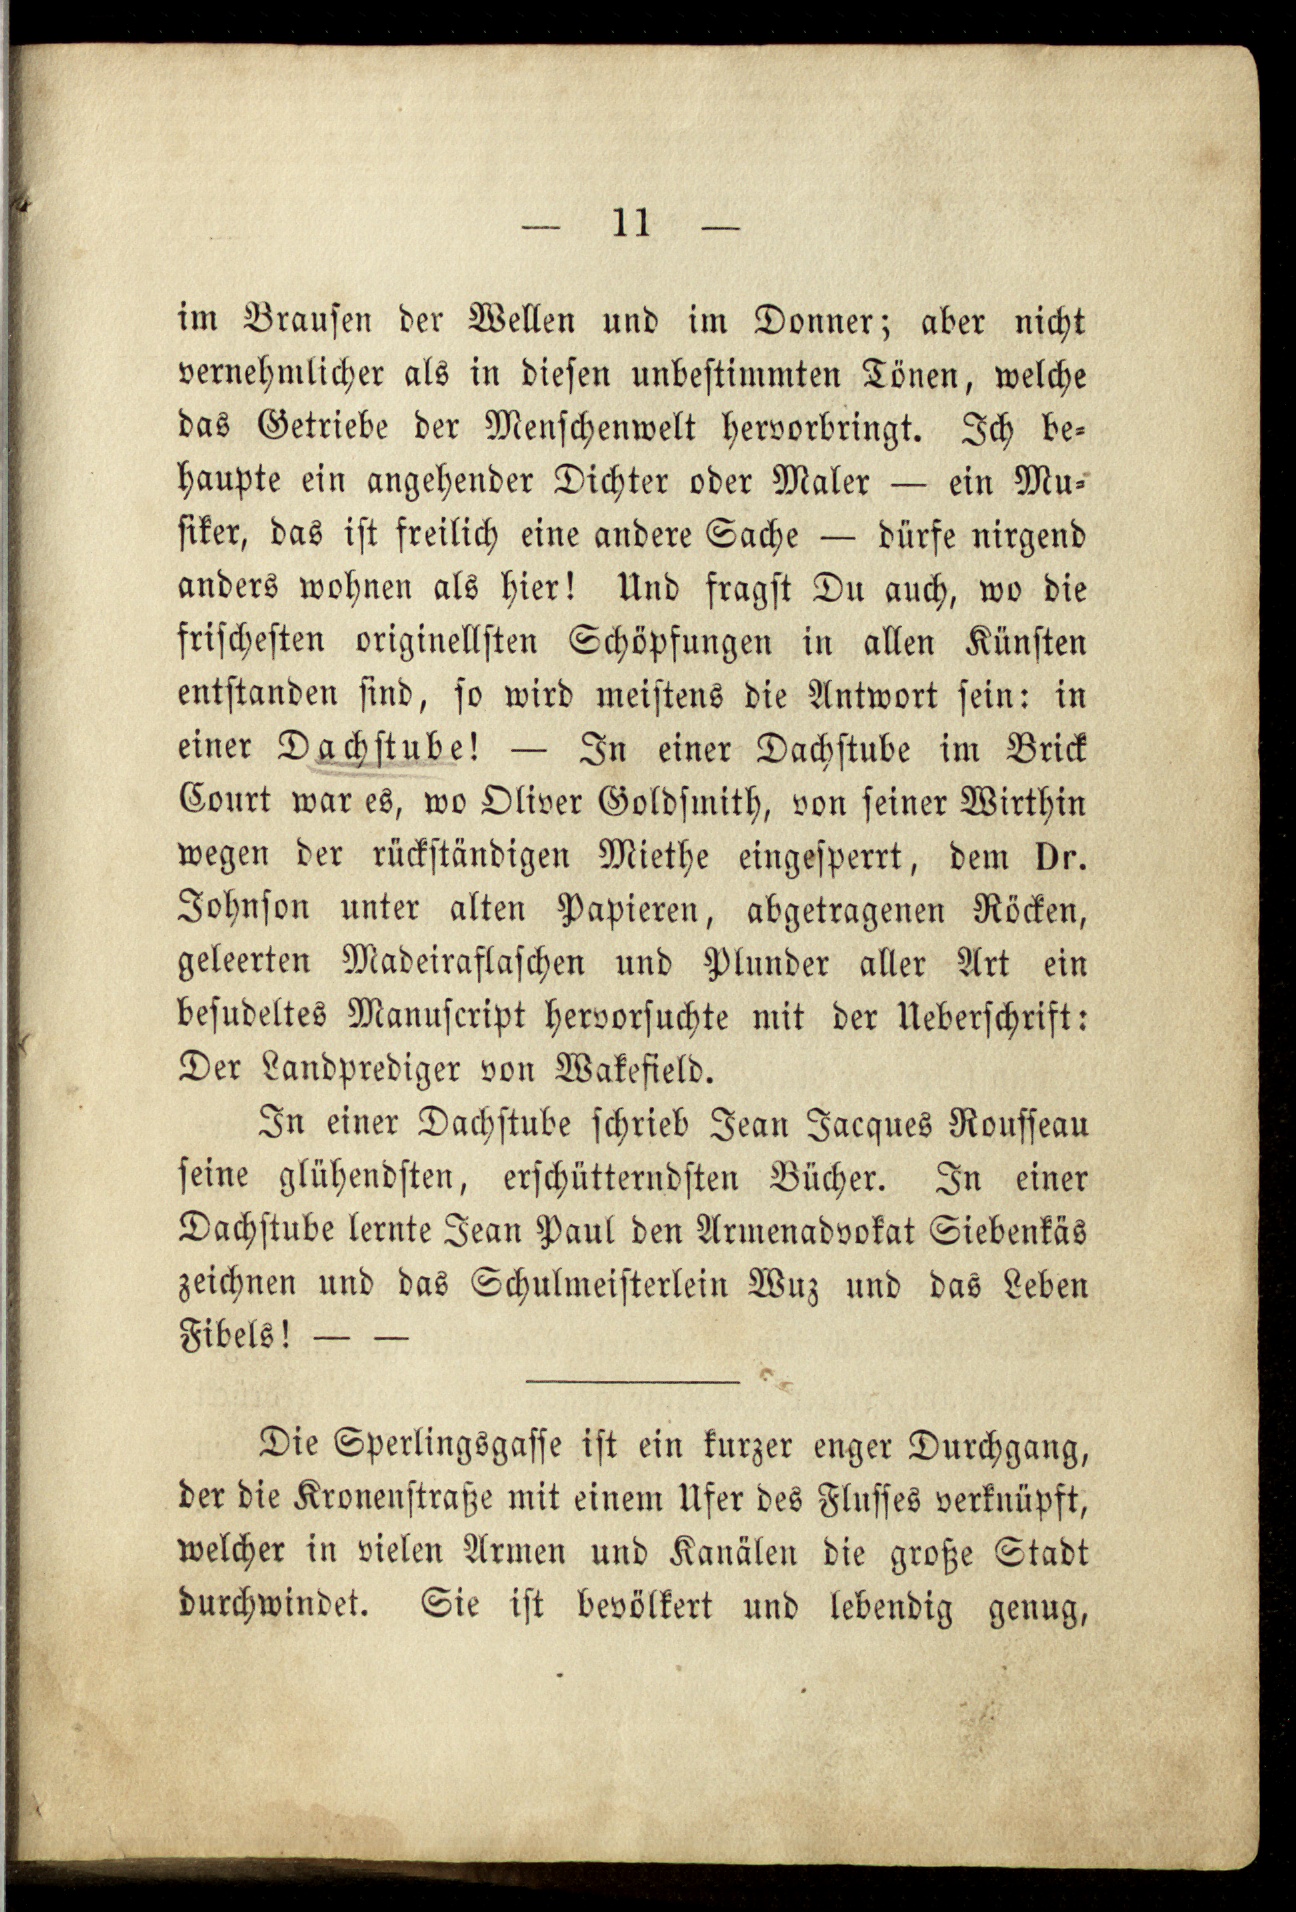 — 11 —
im Brausen der Wellen und im Donner; aber nicht
vernehmlicher als in diesen unbestimmten Tönen, welche
das Getriebe der Menschenwelt hervorbringt. Ich be-
haupte ein angehender Dichter oder Maler — ein Mu-
siker, das ist freilich eine andere Sache — dürfe nirgend
anders wohnen als hier! Und fragst Du auch, wo die
frischesten originellsten Schöpfungen in allen Künsten
entstanden sind, so wird meistens die Antwort sein: in
einer Dachstube! — In einer Dachstube im Brick
Court war es, wo Oliver Goldsmith, von seiner Wirthin
wegen der rückständigen Miethe eingesperrt, dem Dr.
Johnson unter alten Papieren, abgetragenen Röcken,
geleerten Madeiraflaschen und Plunder aller Art ein
besudeltes Manuscript hervorsuchte mit der Ueberschrift:
Der Landprediger von Wakefield.
In einer Dachstube schrieb Jean Jacques Rousseau
seine glühendsten, erschütterndsten Bücher. In einer
Dachstube lernte Jean Paul den Armenadvokat Siebenkäs
zeichnen und das Schulmeisterlein Wuz und das Leben
Fibels! — —
Die Sperlingsgasse ist ein kurzer enger Durchgang,
der die Kronenstraße mit einem Ufer des Flusses verknüpft,
welcher in vielen Armen und Kanälen die große Stadt
durchwindet. Sie ist bevölkert und lebendig genug,